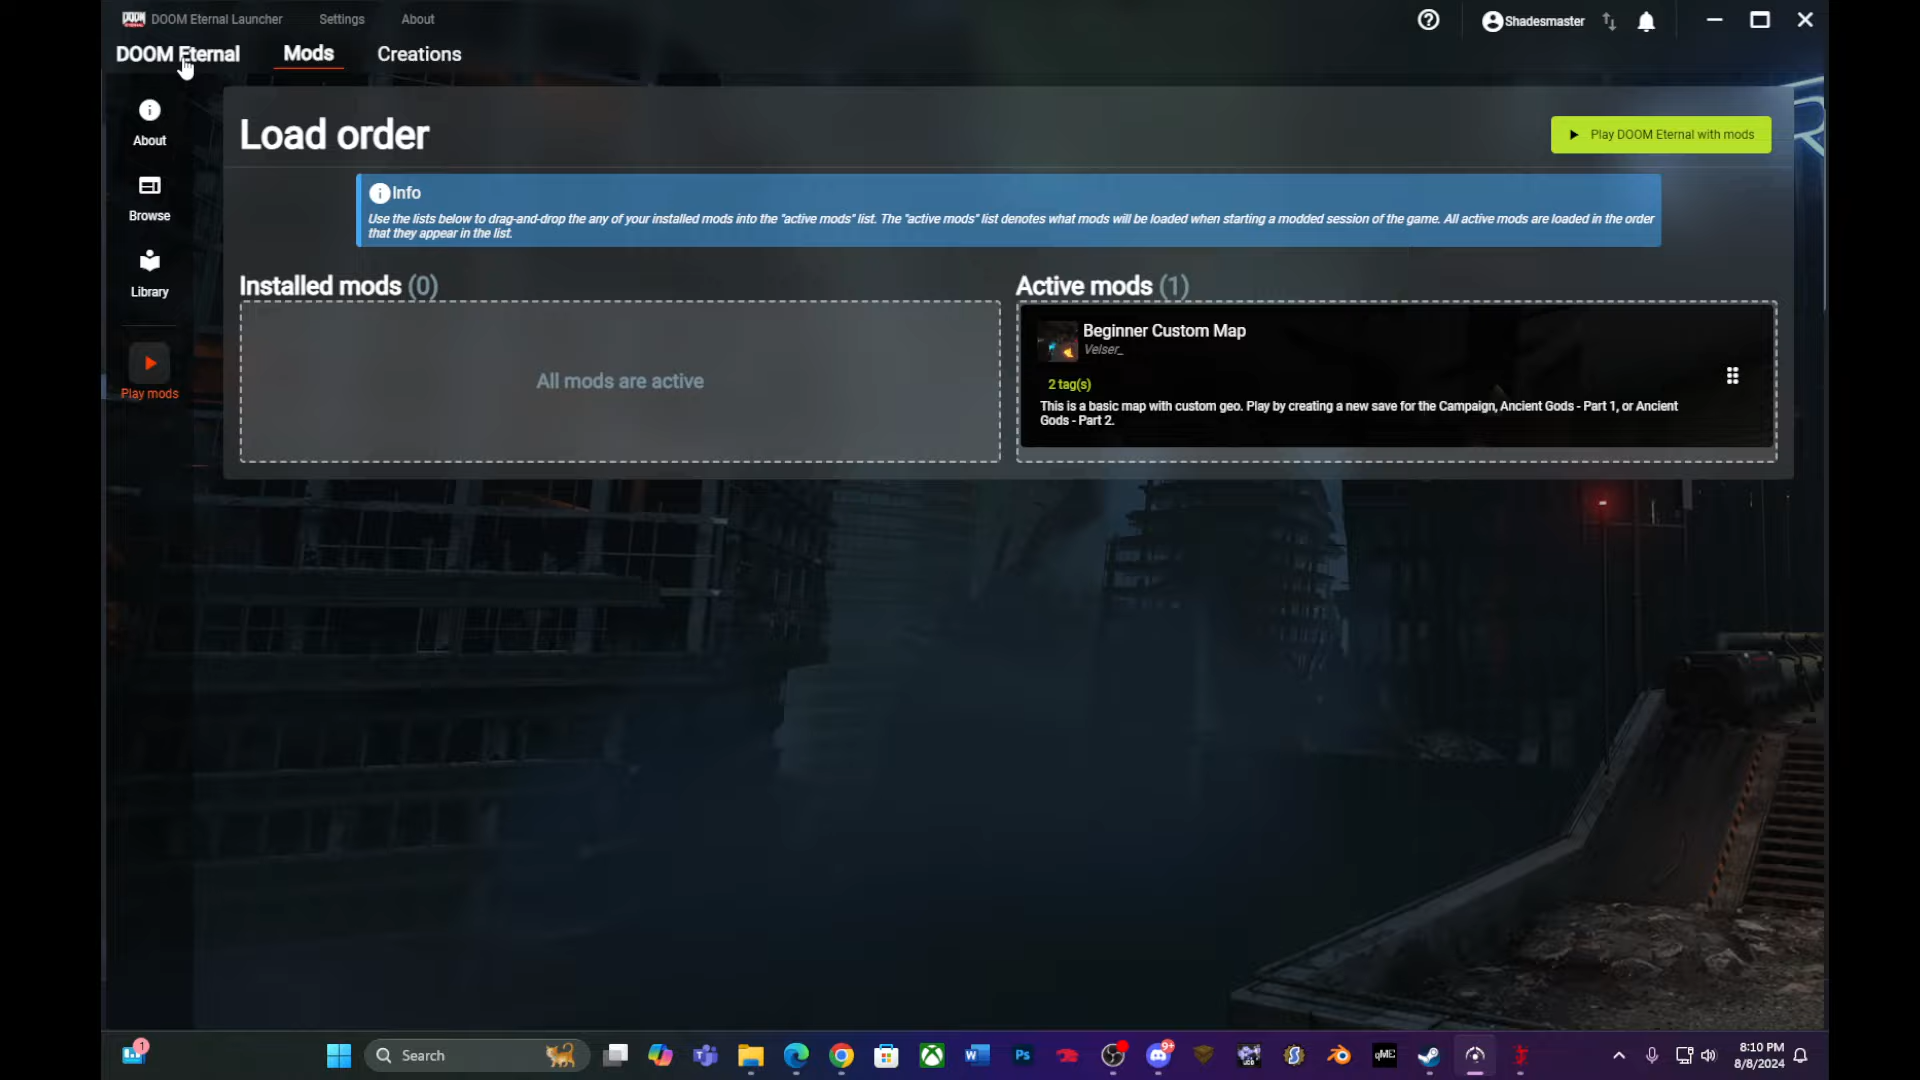 DOOM Eternal Launcher Settings About
Shadesmaster
DOOM Eternal Mods Creations
About
Browse
Library
Play mods
Load order
Play DOOM Eternal with mods
Info
Use the lists below to drag-and-drop the any of your installed mods into the "active mods" list. The "active mods" list denotes what mods will be loaded when starting a modded session of the game. All active mods are loaded in the order
that they appear in the list.
Installed mods (0)
All mods are active
Active mods (1)
Beginner Custom Map
Velser_
2 tag(s)
This is a basic map with custom geo. Play by creating a new save for the Campaign, Ancient Gods - Part 1, or Ancient
Gods - Part 2.
1
Search
W
Ps
9+
qME
8:10 PM
8/8/2024